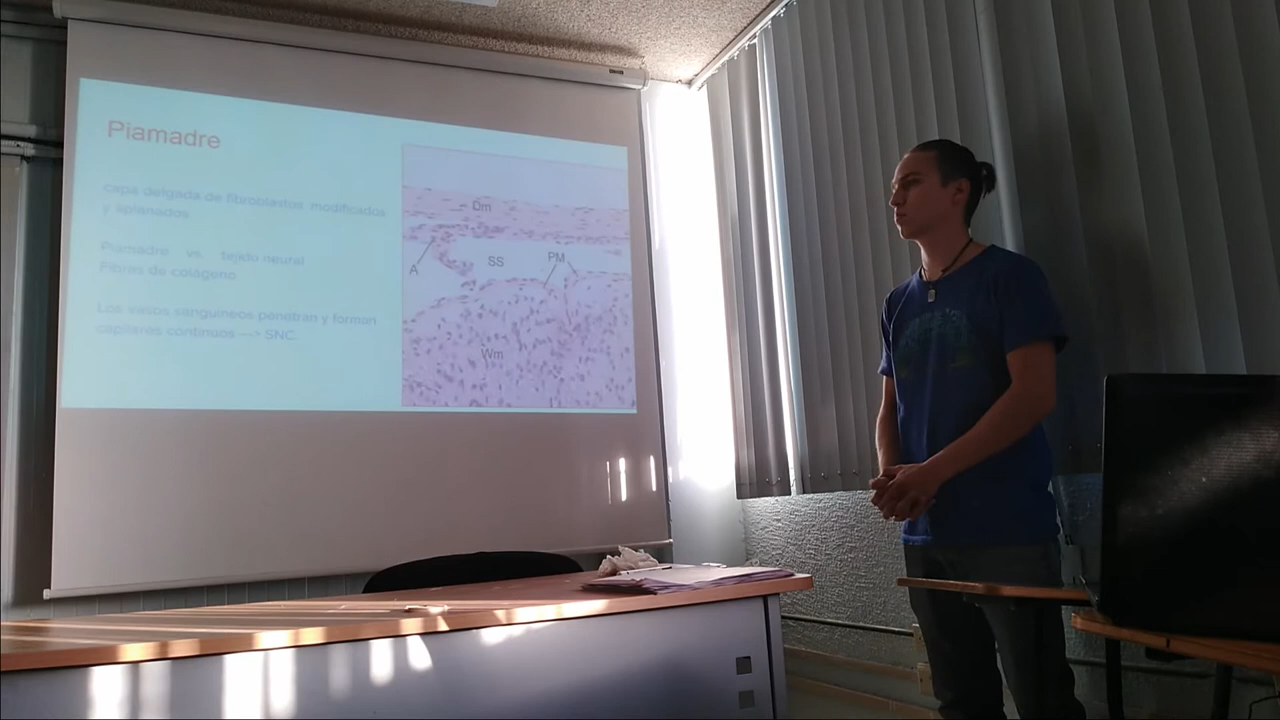 Piamadre
capa delgada de fibroblastos modificados
y aplanados
Piamadre vs. tejido neural
Fibras de colágeno
Los vasos sanguíneos penetran y forman
capilares continuos ---> SNC.
Dm
A
SS
PM
Wm